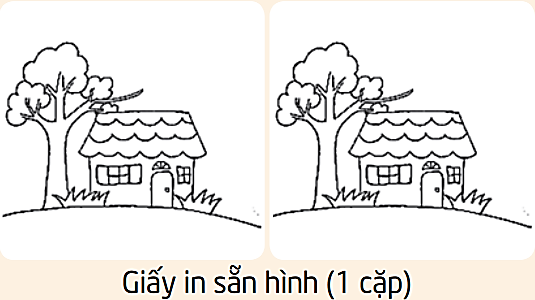 Giấy in sẵn hình (1 cặp)